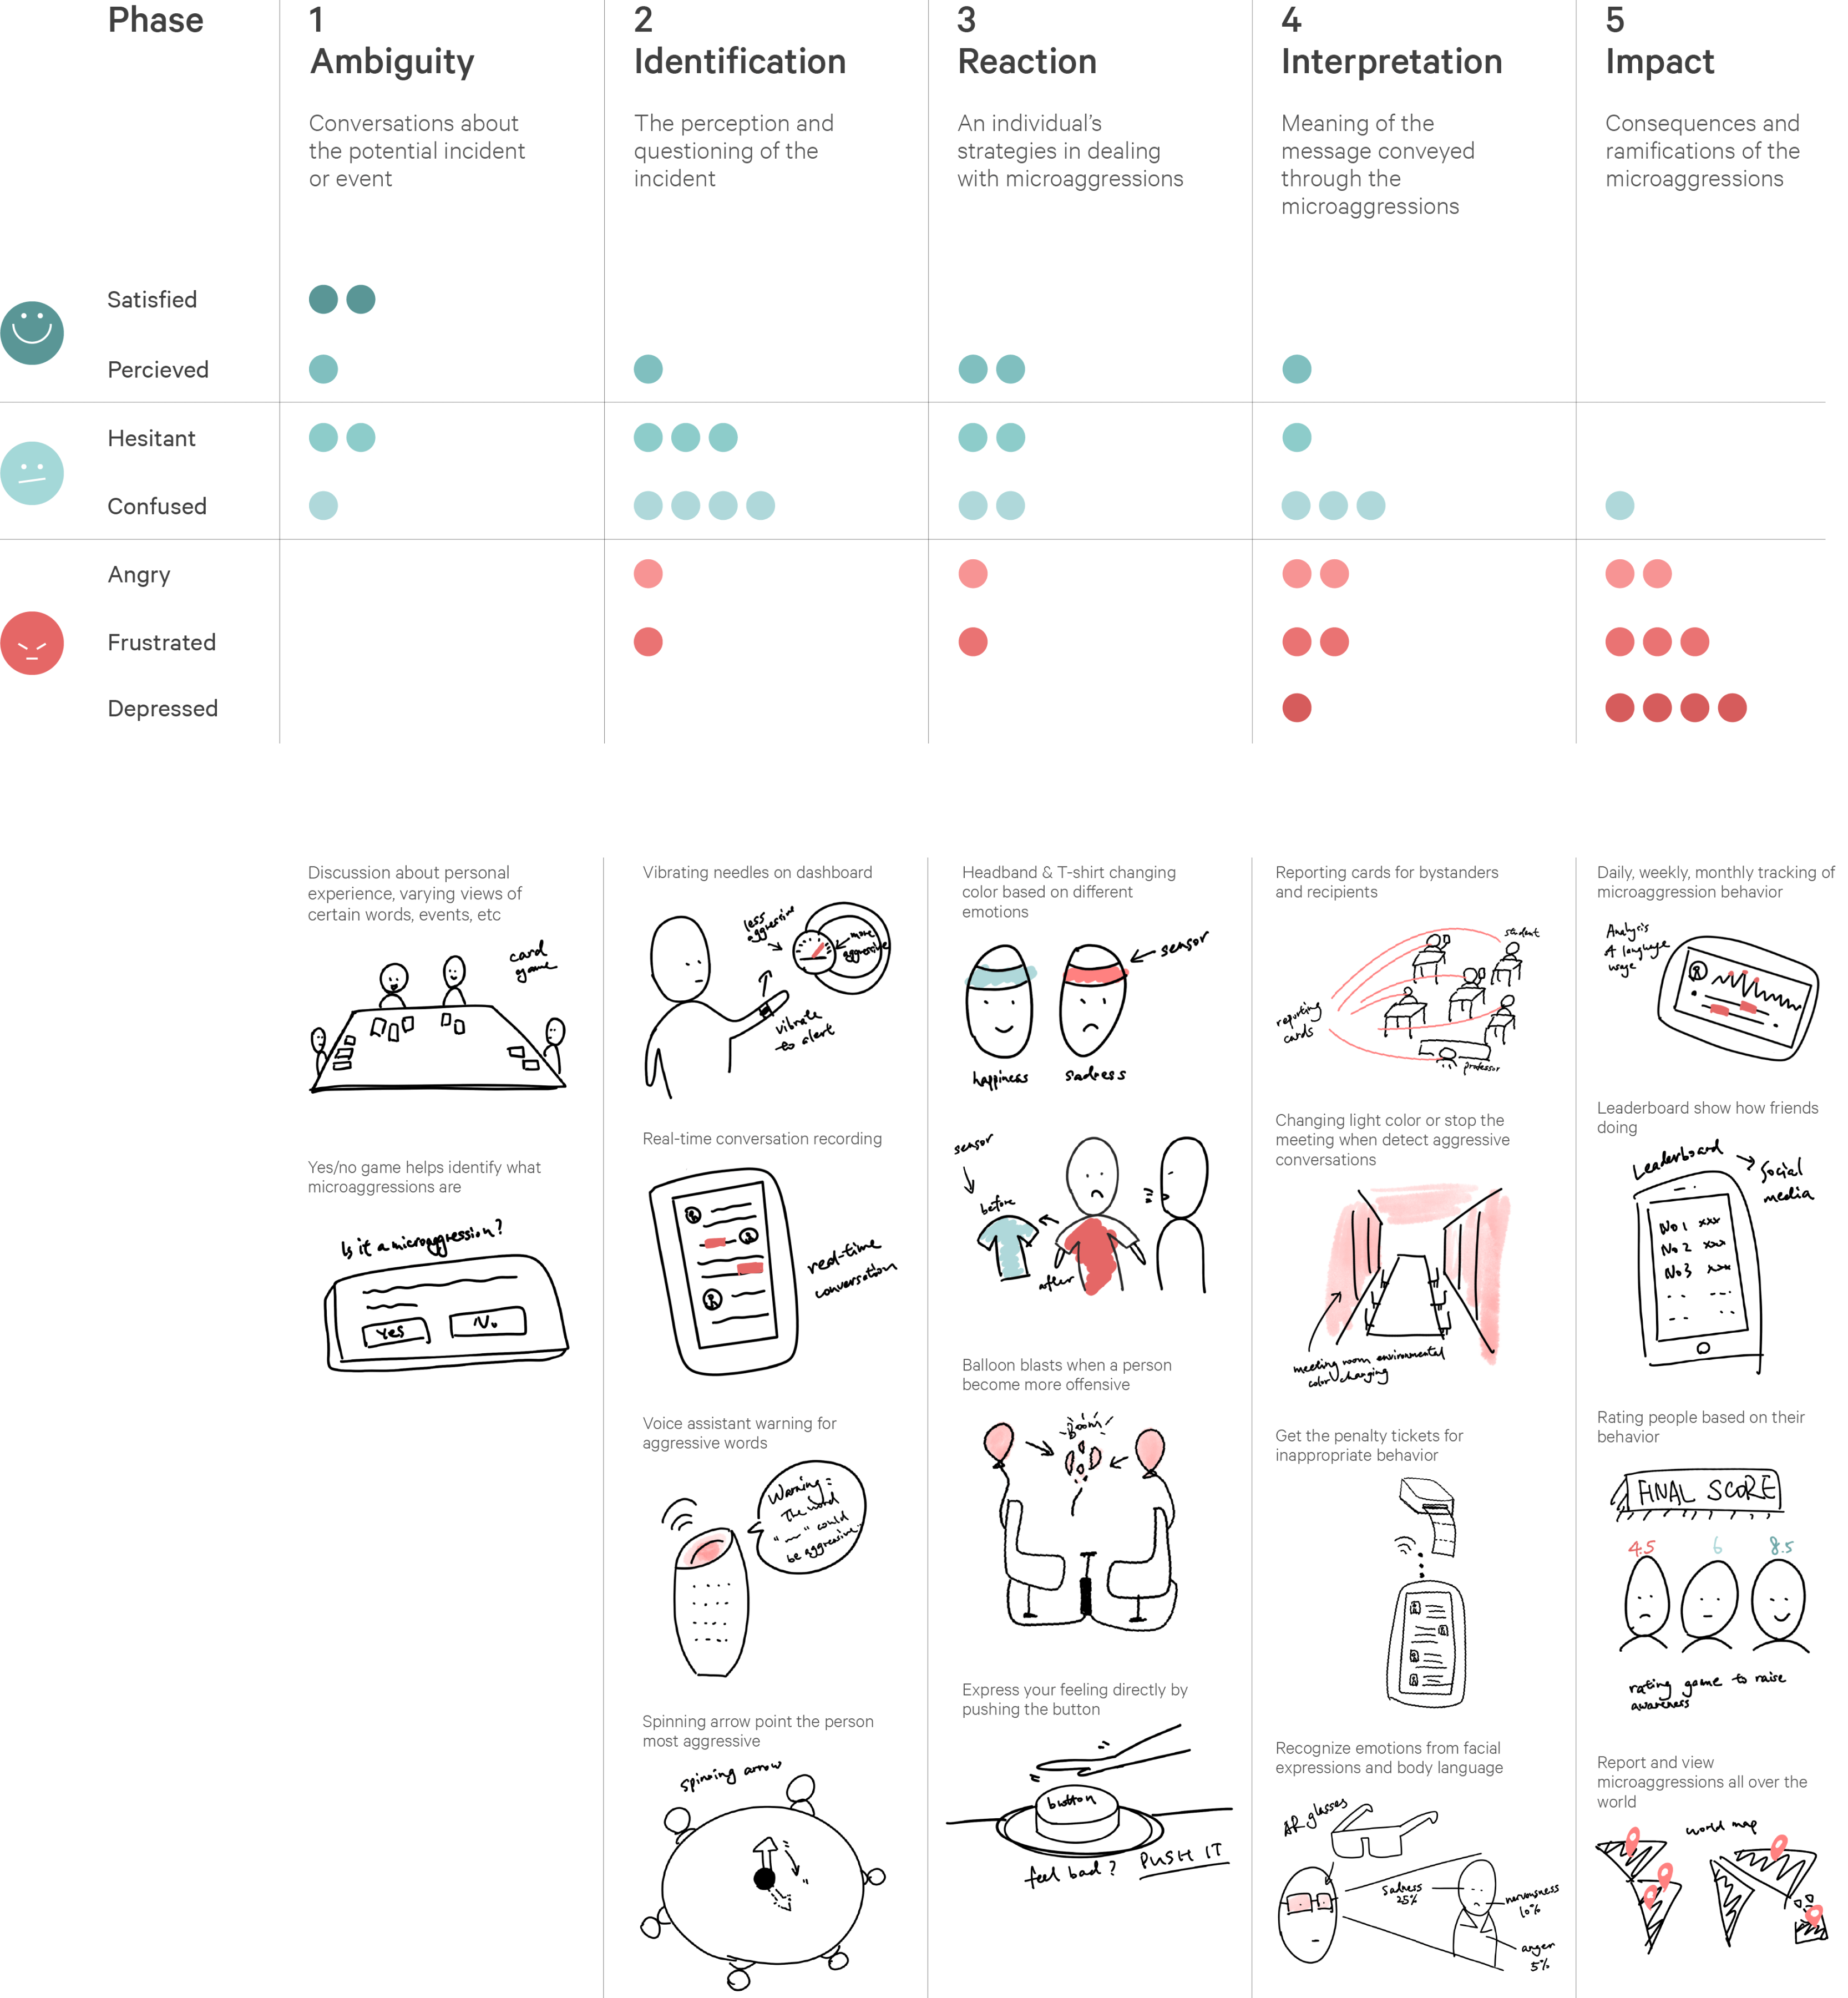 Phase
1
Ambiguity
Conversations about
the potential incident
or event
2
Identification
The perception and
questioning of the
incident
3
Reaction
An individual's
strategies in dealing
with microaggressions
4
Interpretation
Meaning of the
message conveyed
through the
microaggressions
5
Impact
Consequences and
ramifications of the
microaggressions
Satisfied
Percieved
Hesitant
Confused
Angry
Frustrated
Depressed
Discussion about personal
experience, varying views of
certain words, events, etc
card
game
Yes/no game helps identify what
microaggressions are
Is it a microaggression?
Yes
No
Vibrating needles on dashboard
less
aggressive
more
aggressive
vibrate
to alert
Real-time conversation recording
real-time
conversation
Voice assistant warning for
aggressive words
Warning:
The word
" " could
be aggressive.
Spinning arrow point the person
most aggressive
spinning arrow
Headband & T-shirt changing
color based on different
emotions
sensor
happiness
sadness
sensor
before
after
Balloon blasts when a person
become more offensive
Boom!
Express your feeling directly by
pushing the button
button
feel bad? PUSH IT
Reporting cards for bystanders
and recipients
student
reporting
cards
professor
Changing light color or stop the
meeting when detect aggressive
conversations
meeting room environmental
color changing
Get the penalty tickets for
inappropriate behavior
Recognize emotions from facial
expressions and body language
AR glasses
Sadness
25%
nervousness
10%
anger
5%
Daily, weekly, monthly tracking of
microaggression behavior
Analysis
of language
usge
Leaderboard show how friends
doing
Leaderboard
Social
media
No 1 xxx
No 2 xxx
No 3 xxx
Rating people based on their
behavior
FINAL SCORE
4.5
6
8.5
rating game to raise
awareness
Report and view
microaggressions all over the
world
world map